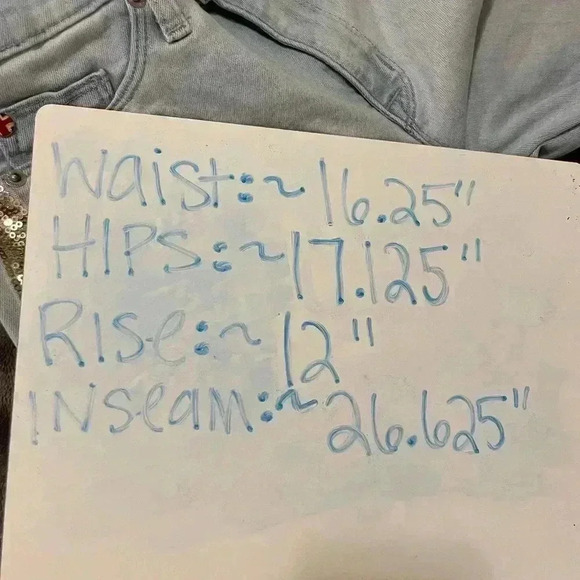 Waist:~ 16.25"
HIPS:~ 17.125"
RISe:~ 12"
INseam:~ 26.625"